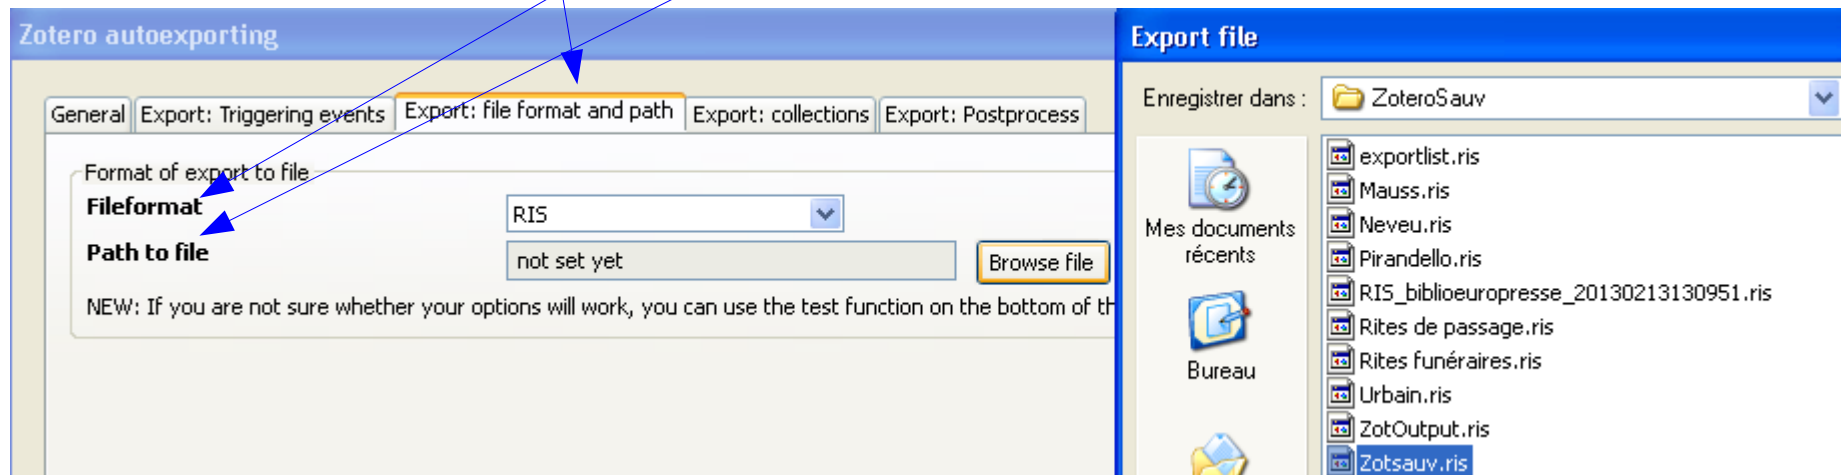 Zotero autoexporting
General Export: Triggering events Export: file format and path Export: collections Export: Postprocess
Format of export to file
Fileformat RIS
Path to file not set yet Browse file
NEW: If you are not sure whether your options will work, you can use the test function on the bottom of th
Export file
Enregistrer dans : ZoteroSauv
Mes documents
récents
Bureau
exportlist.ris
Mauss.ris
Neveu.ris
Pirandello.ris
RIS_biblioeuropresse_20130213130951.ris
Rites de passage.ris
Rites funéraires.ris
Urbain.ris
ZotOutput.ris
Zotsauv.ris